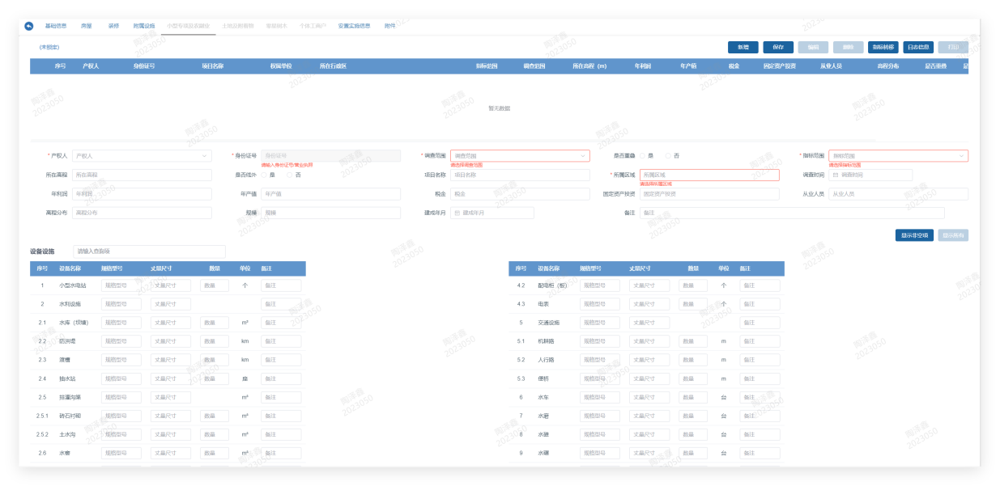 基础信息 房屋 装修 附属设施 小型专项及农副业 土地及附着物 零星树木 个体工商户 安置实施信息 附件
(未锁定) 新增 保存 编辑 删除 指标转移 日志信息 打印
序号 产权人 身份证号 项目名称 权属单位 所在行政区 指标范围 调查范围 所在高程 (m) 年利润 年产值 税金 固定资产投资 从业人员 高程分布 是否重叠 是
暂无数据
* 产权人 产权人 * 身份证号 身份证号 * 调查范围 调查范围 是否重叠 是 否 * 指标范围 指标范围
请输入身份证号/营业执照 请选择调查范围 请选择指标范围
所在高程 所在高程 是否线外 是 否 项目名称 项目名称 * 所属区域 所属区域 调查时间 调查时间
请选择所属区域
年利润 年利润 年产值 年产值 税金 税金 固定资产投资 固定资产投资 从业人员 从业人员
高程分布 高程分布 规模 规模 建成年月 建成年月 备注 备注
显示非空项 显示所有
设备设施 请输入查询项
序号 设备名称 规格型号 丈量尺寸 数量 单位 备注 序号 设备名称 规格型号 丈量尺寸 数量 单位 备注
1 小型水电站 规格型号 丈量尺寸 数量 个 备注 4.2 配电柜（板） 规格型号 丈量尺寸 数量 个 备注
2 水利设施 规格型号 丈量尺寸 备注 4.3 电表 规格型号 丈量尺寸 数量 个 备注
2.1 水库（坝塘） 规格型号 丈量尺寸 数量 m³ 备注 5 交通设施 规格型号 丈量尺寸 备注
2.2 防洪堤 规格型号 丈量尺寸 数量 km 备注 5.1 机耕路 规格型号 丈量尺寸 数量 m 备注
2.3 渡槽 规格型号 丈量尺寸 数量 km 备注 5.2 人行路 规格型号 丈量尺寸 数量 m 备注
2.4 抽水站 规格型号 丈量尺寸 数量 座 备注 5.3 便桥 规格型号 丈量尺寸 数量 m 备注
2.5 排灌沟渠 规格型号 丈量尺寸 m³ 备注 6 水车 规格型号 丈量尺寸 数量 台 备注
2.5.1 砖石衬砌 规格型号 丈量尺寸 数量 m³ 备注 7 水磨 规格型号 丈量尺寸 数量 台 备注
2.5.2 土水沟 规格型号 丈量尺寸 数量 m³ 备注 8 水碓 规格型号 丈量尺寸 数量 台 备注
2.6 水窖 规格型号 丈量尺寸 数量 m³ 备注 9 水碾 规格型号 丈量尺寸 数量 台 备注